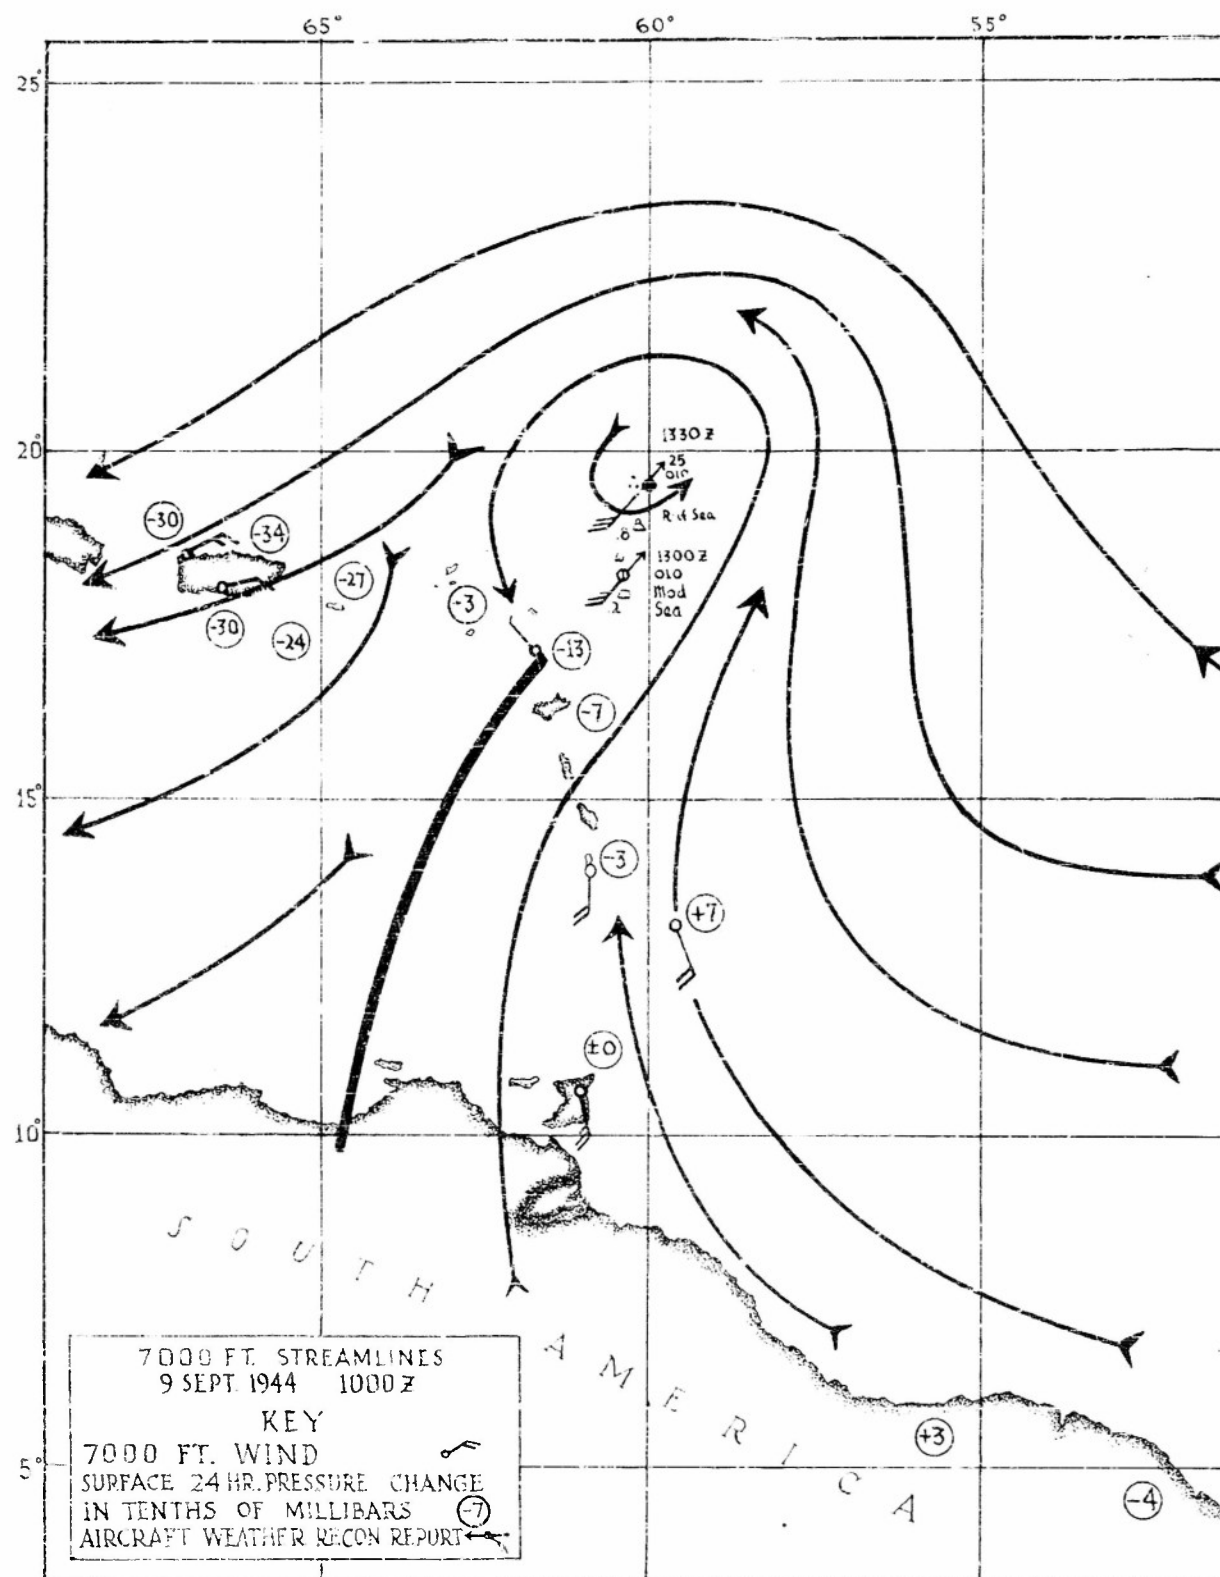 65° 60° 55°
25°
20°
1330 Z
25
010
Sea
.8
1300 Z
010
Mod
Sea
.2
-30
-34
-27
-3
-30
-24
-13
-7
15°
-3
+7
±0
10°
SOUTH AMERICA
7000 FT. STREAMLINES
9 SEPT. 1944 1000 Z
KEY
7000 FT. WIND
5°
SURFACE 24 HR. PRESSURE CHANGE
IN TENTHS OF MILLIBARS -7
AIRCRAFT WEATHER RECON REPORT
+3
-4